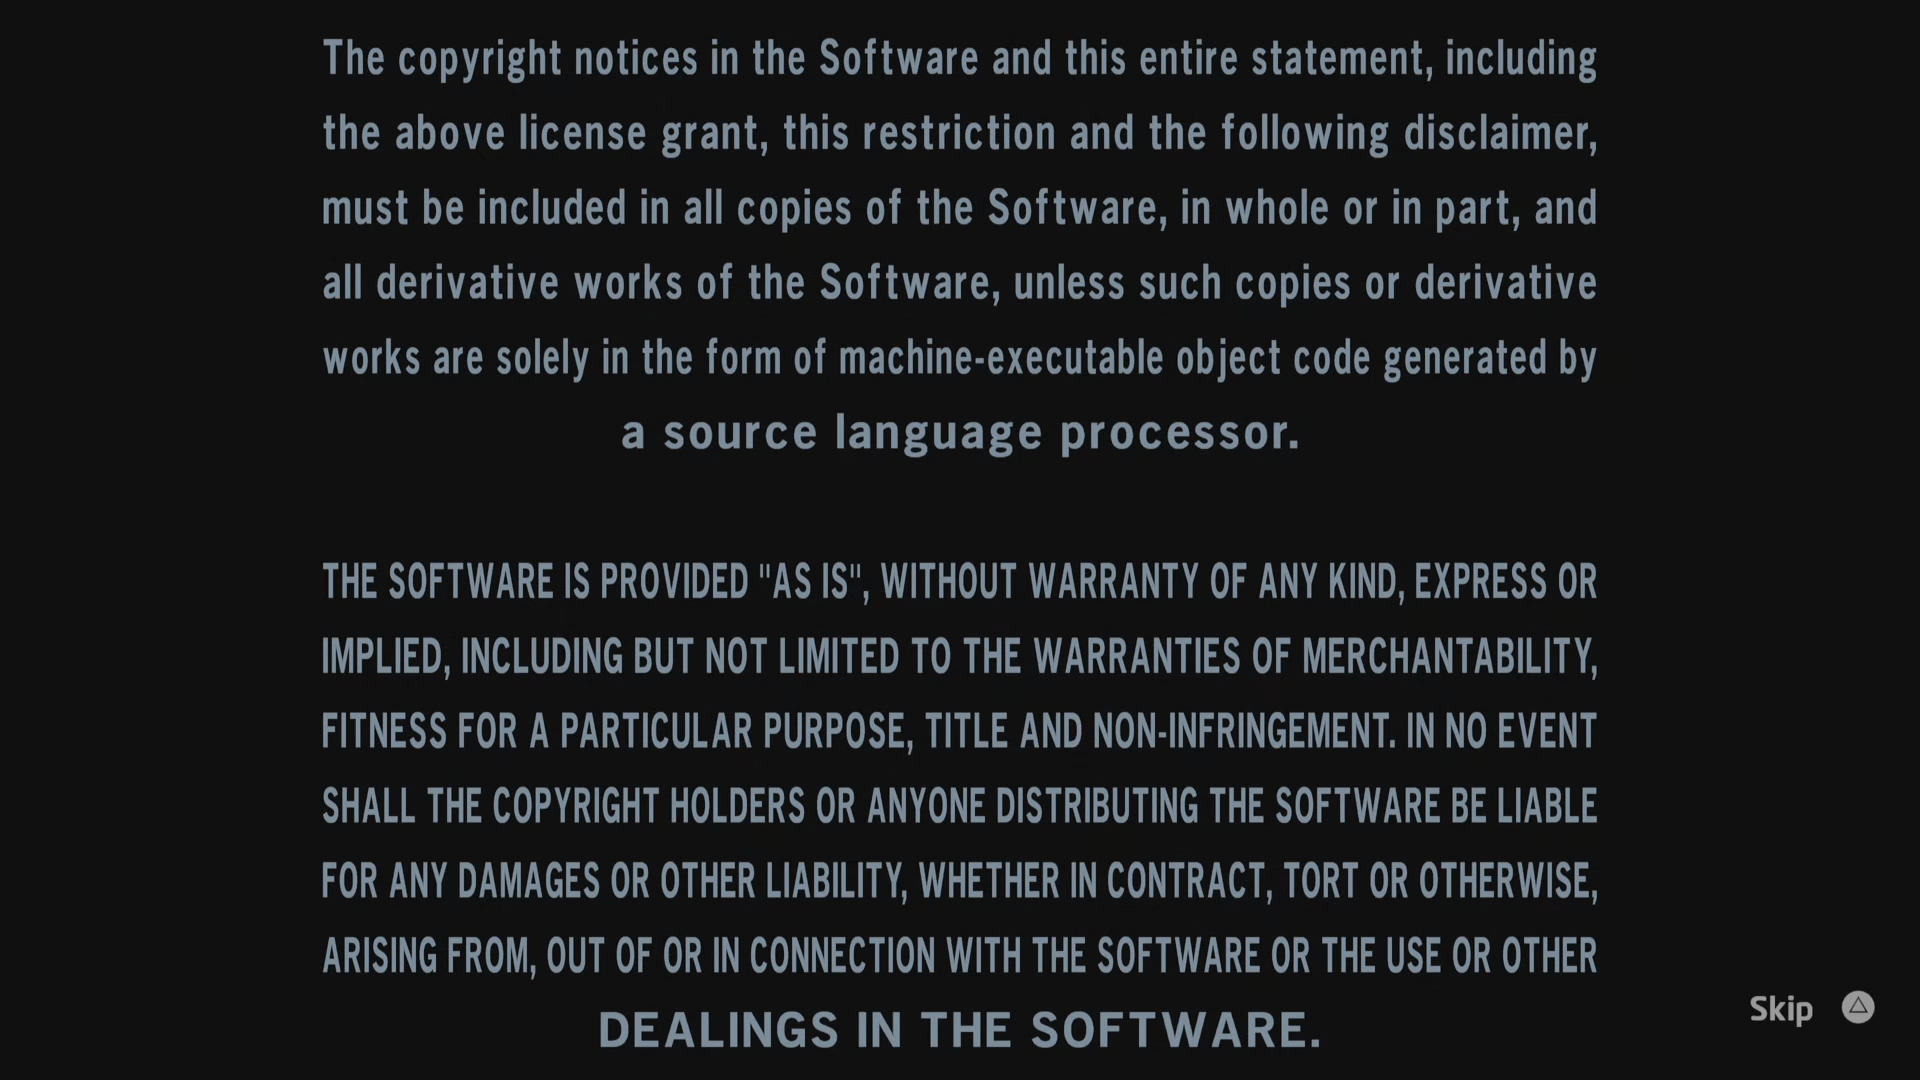 The copyright notices in the Software and this entire statement, including
the above license grant, this restriction and the following disclaimer,
must be included in all copies of the Software, in whole or in part, and
all derivative works of the Software, unless such copies or derivative
works are solely in the form of machine-executable object code generated by
a source language processor.
THE SOFTWARE IS PROVIDED "AS IS", WITHOUT WARRANTY OF ANY KIND, EXPRESS OR
IMPLIED, INCLUDING BUT NOT LIMITED TO THE WARRANTIES OF MERCHANTABILITY,
FITNESS FOR A PARTICULAR PURPOSE, TITLE AND NON-INFRINGEMENT. IN NO EVENT
SHALL THE COPYRIGHT HOLDERS OR ANYONE DISTRIBUTING THE SOFTWARE BE LIABLE
FOR ANY DAMAGES OR OTHER LIABILITY, WHETHER IN CONTRACT, TORT OR OTHERWISE,
ARISING FROM, OUT OF OR IN CONNECTION WITH THE SOFTWARE OR THE USE OR OTHER
DEALINGS IN THE SOFTWARE.
Skip